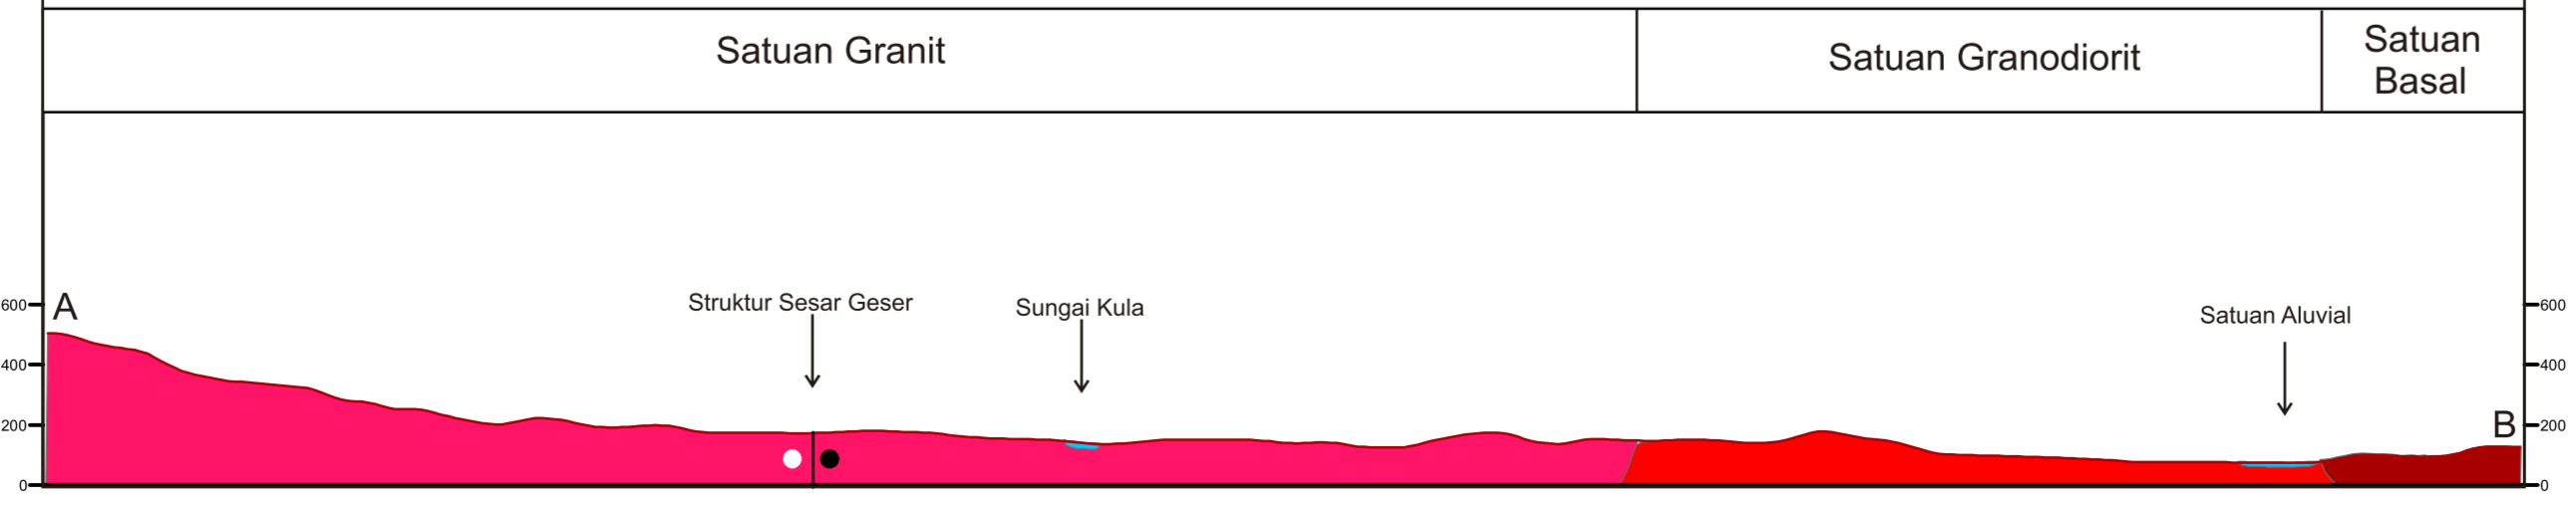 Satuan Granit
Satuan Granodiorit
Satuan
Basal
600
A
Struktur Sesar Geser
Sungai Kula
Satuan Aluvial
600
400
400
200
B
200
0
0